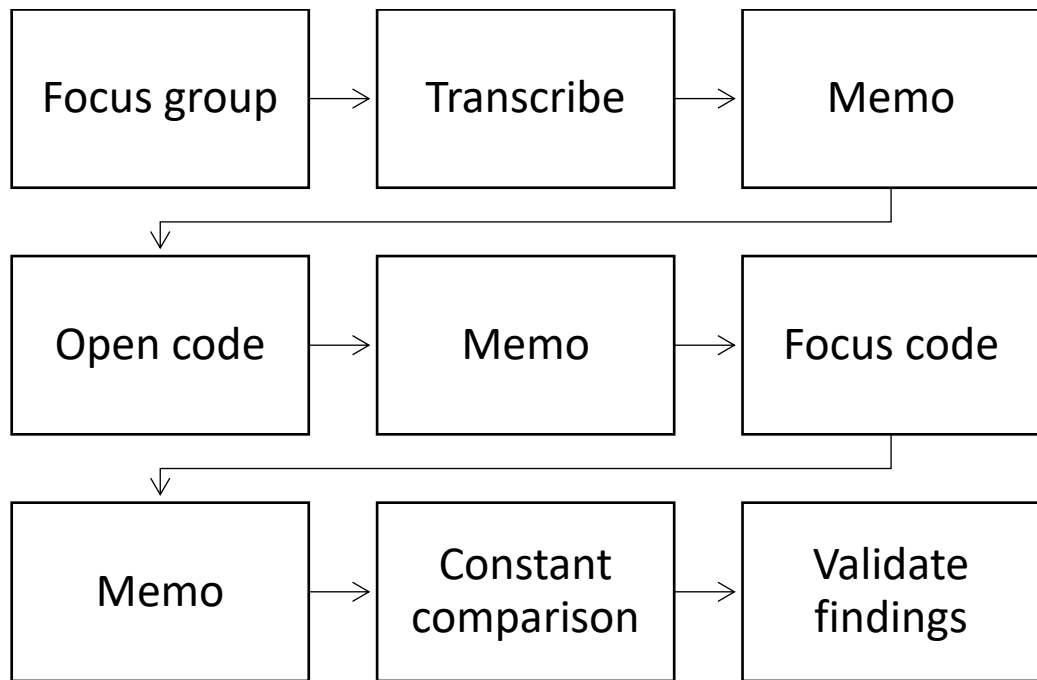 Focus group
Transcribe
Memo
Open code
Memo
Focus code
Memo
Constant
comparison
Validate
findings